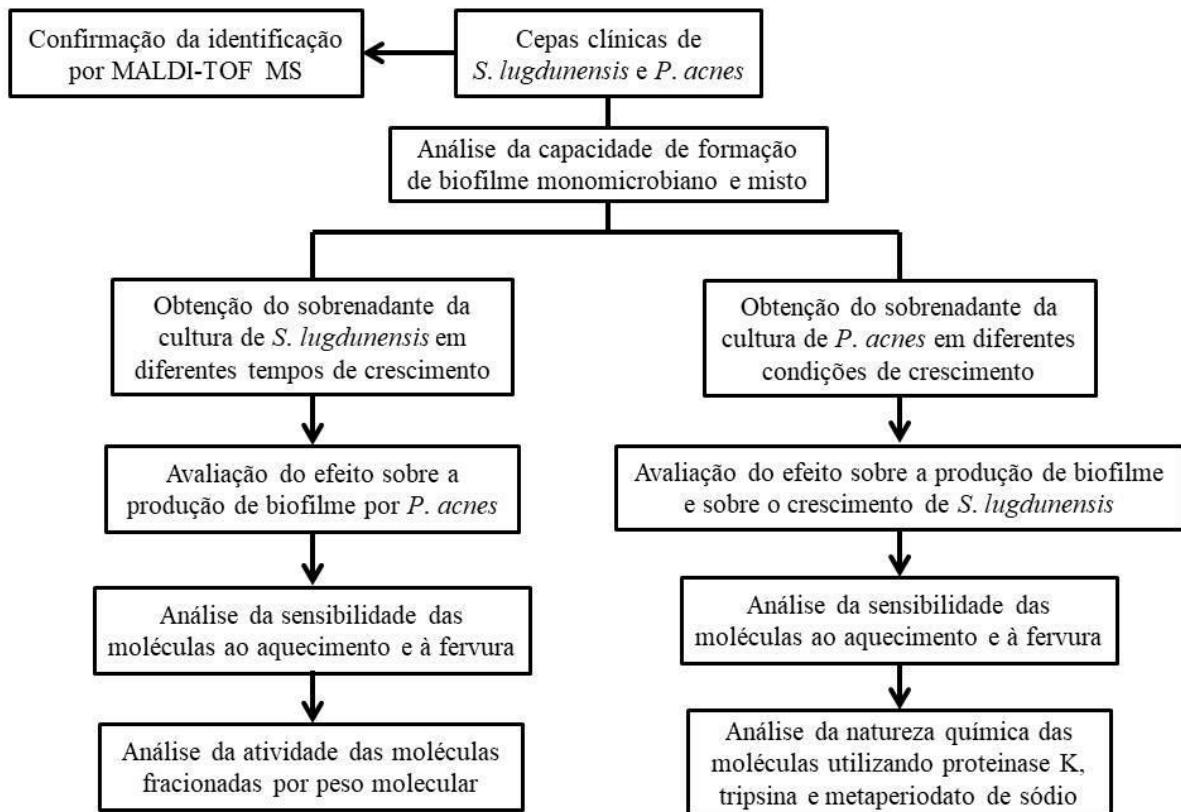 Confirmação da identificação
por MALDI-TOF MS
Cepas clínicas de
S. lugdunensis e P. acnes
Análise da capacidade de formação
de biofilme monomicrobiano e misto
Obtenção do sobrenadante da
cultura de S. lugdunensis em
diferentes tempos de crescimento
Avaliação do efeito sobre a
produção de biofilme por P. acnes
Análise da sensibilidade das
moléculas ao aquecimento e à fervura
Análise da atividade das moléculas
fracionadas por peso molecular
Obtenção do sobrenadante da
cultura de P. acnes em diferentes
condições de crescimento
Avaliação do efeito sobre a produção de biofilme
e sobre o crescimento de S. lugdunensis
Análise da sensibilidade das
moléculas ao aquecimento e à fervura
Análise da natureza química das
moléculas utilizando proteinase K,
tripsina e metaperiodato de sódio